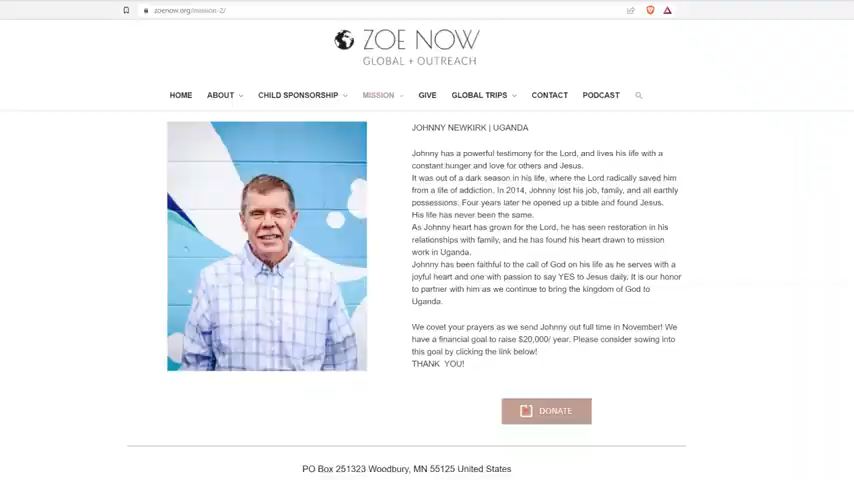 zoenow.org/mission-2/
ZOE NOW
GLOBAL + OUTREACH
HOME ABOUT CHILD SPONSORSHIP MISSION GIVE GLOBAL TRIPS CONTACT PODCAST
JOHNNY NEWKIRK | UGANDA
Johnny has a powerful testimony for the Lord, and lives his life with a
constant hunger and love for others and Jesus.
It was out of a dark season in his life, where the Lord radically saved him
from a life of addiction. In 2014, Johnny lost his job, family, and all earthly
possessions. Four years later he opened up a bible and found Jesus.
His life has never been the same.
As Johnny heart has grown for the Lord, he has seen restoration in his
relationships with family, and he has found his heart drawn to mission
work in Uganda.
Johnny has been faithful to the call of God on his life as he serves with a
joyful heart and one with passion to say YES to Jesus daily. It is our honor
to partner with him as we continue to bring the kingdom of God to
Uganda.
We covet your prayers as we send Johnny out full time in November! We
have a financial goal to raise $20,000/ year. Please consider sowing into
this goal by clicking the link below!
THANK YOU!
DONATE
PO Box 251323 Woodbury, MN 55125 United States